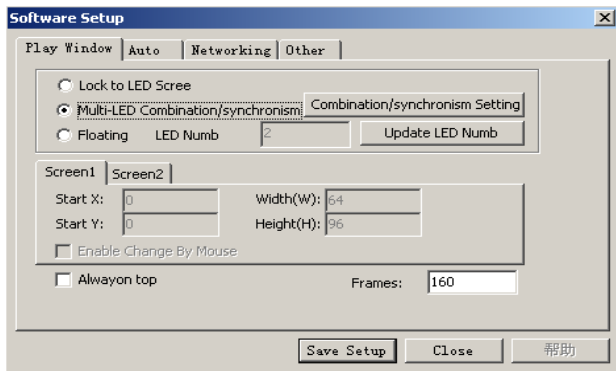 Software Setup
Play Window Auto Networking Other
Lock to LED Scree
Multi-LED Combination/synchronism Combination/synchronism Setting
Floating LED Numb 2 Update LED Numb
Screen1 Screen2
Start X: 0 Width(W): 64
Start Y: 0 Height(H): 96
Enable Change By Mouse
Alwayon top Frames: 160
Save Setup Close 帮助